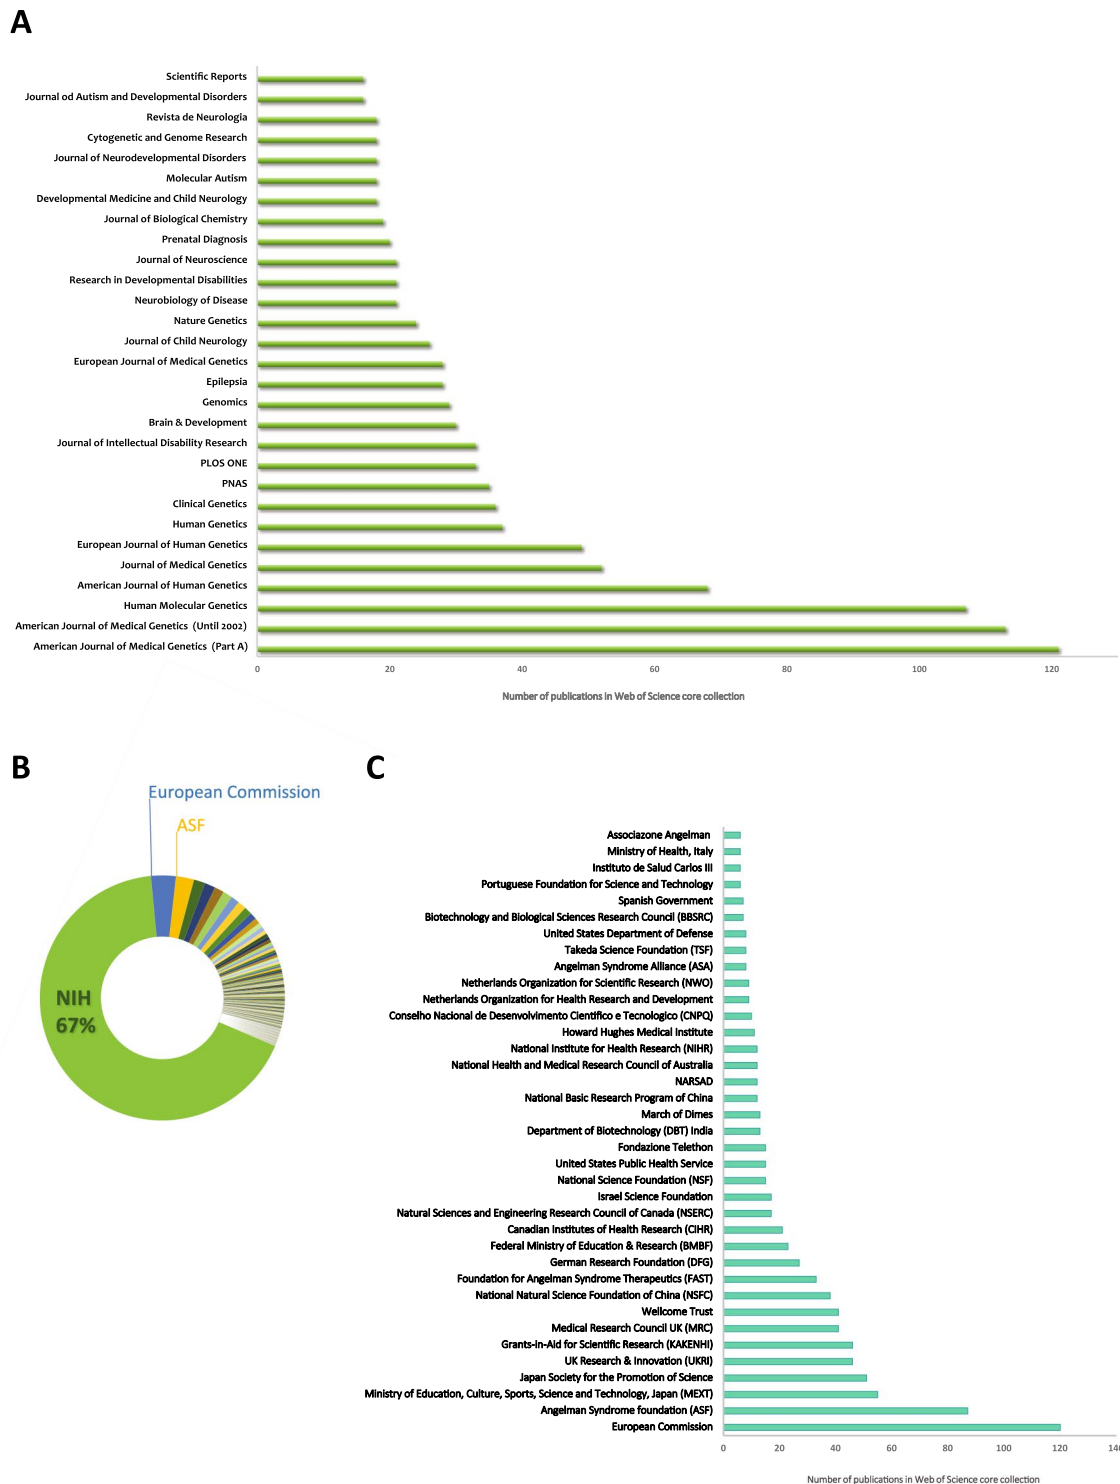 A
Scientific Reports
Journal od Autism and Developmental Disorders
Revista de Neurologia
Cytogenetic and Genome Research
Journal of Neurodevelopmental Disorders
Molecular Autism
Developmental Medicine and Child Neurology
Journal of Biological Chemistry
Prenatal Diagnosis
Journal of Neuroscience
Research in Developmental Disabilities
Neurobiology of Disease
Nature Genetics
Journal of Child Neurology
European Journal of Medical Genetics
Epilepsia
Genomics
Brain & Development
Journal of Intellectual Disability Research
PLOS ONE
PNAS
Clinical Genetics
Human Genetics
European Journal of Human Genetics
Journal of Medical Genetics
American Journal of Human Genetics
Human Molecular Genetics
American Journal of Medical Genetics (Until 2002)
American Journal of Medical Genetics (Part A)
0 20 40 60 80 100 120
Number of publications in Web of Science core collection
B
European Commission
ASF
NIH
67%
C
Associazone Angelman
Ministry of Health, Italy
Instituto de Salud Carlos III
Portuguese Foundation for Science and Technology
Spanish Government
Biotechnology and Biological Sciences Research Council (BBSRC)
United States Department of Defense
Takeda Science Foundation (TSF)
Angelman Syndrome Alliance (ASA)
Netherlands Organization for Scientific Research (NWO)
Netherlands Organization for Health Research and Development
Conselho Nacional de Desenvolvimento Cientifico e Tecnologico (CNPQ)
Howard Hughes Medical Institute
National Institute for Health Research (NIHR)
National Health and Medical Research Council of Australia
NARSAD
National Basic Research Program of China
March of Dimes
Department of Biotechnology (DBT) India
Fondazione Telethon
United States Public Health Service
National Science Foundation (NSF)
Israel Science Foundation
Natural Sciences and Engineering Research Council of Canada (NSERC)
Canadian Institutes of Health Research (CIHR)
Federal Ministry of Education & Research (BMBF)
German Research Foundation (DFG)
Foundation for Angelman Syndrome Therapeutics (FAST)
National Natural Science Foundation of China (NSFC)
Wellcome Trust
Medical Research Council UK (MRC)
Grants-in-Aid for Scientific Research (KAKENHI)
UK Research & Innovation (UKRI)
Japan Society for the Promotion of Science
Ministry of Education, Culture, Sports, Science and Technology, Japan (MEXT)
Angelman Syndrome foundation (ASF)
European Commission
0 20 40 60 80 100 120 140
Number of publications in Web of Science core collection